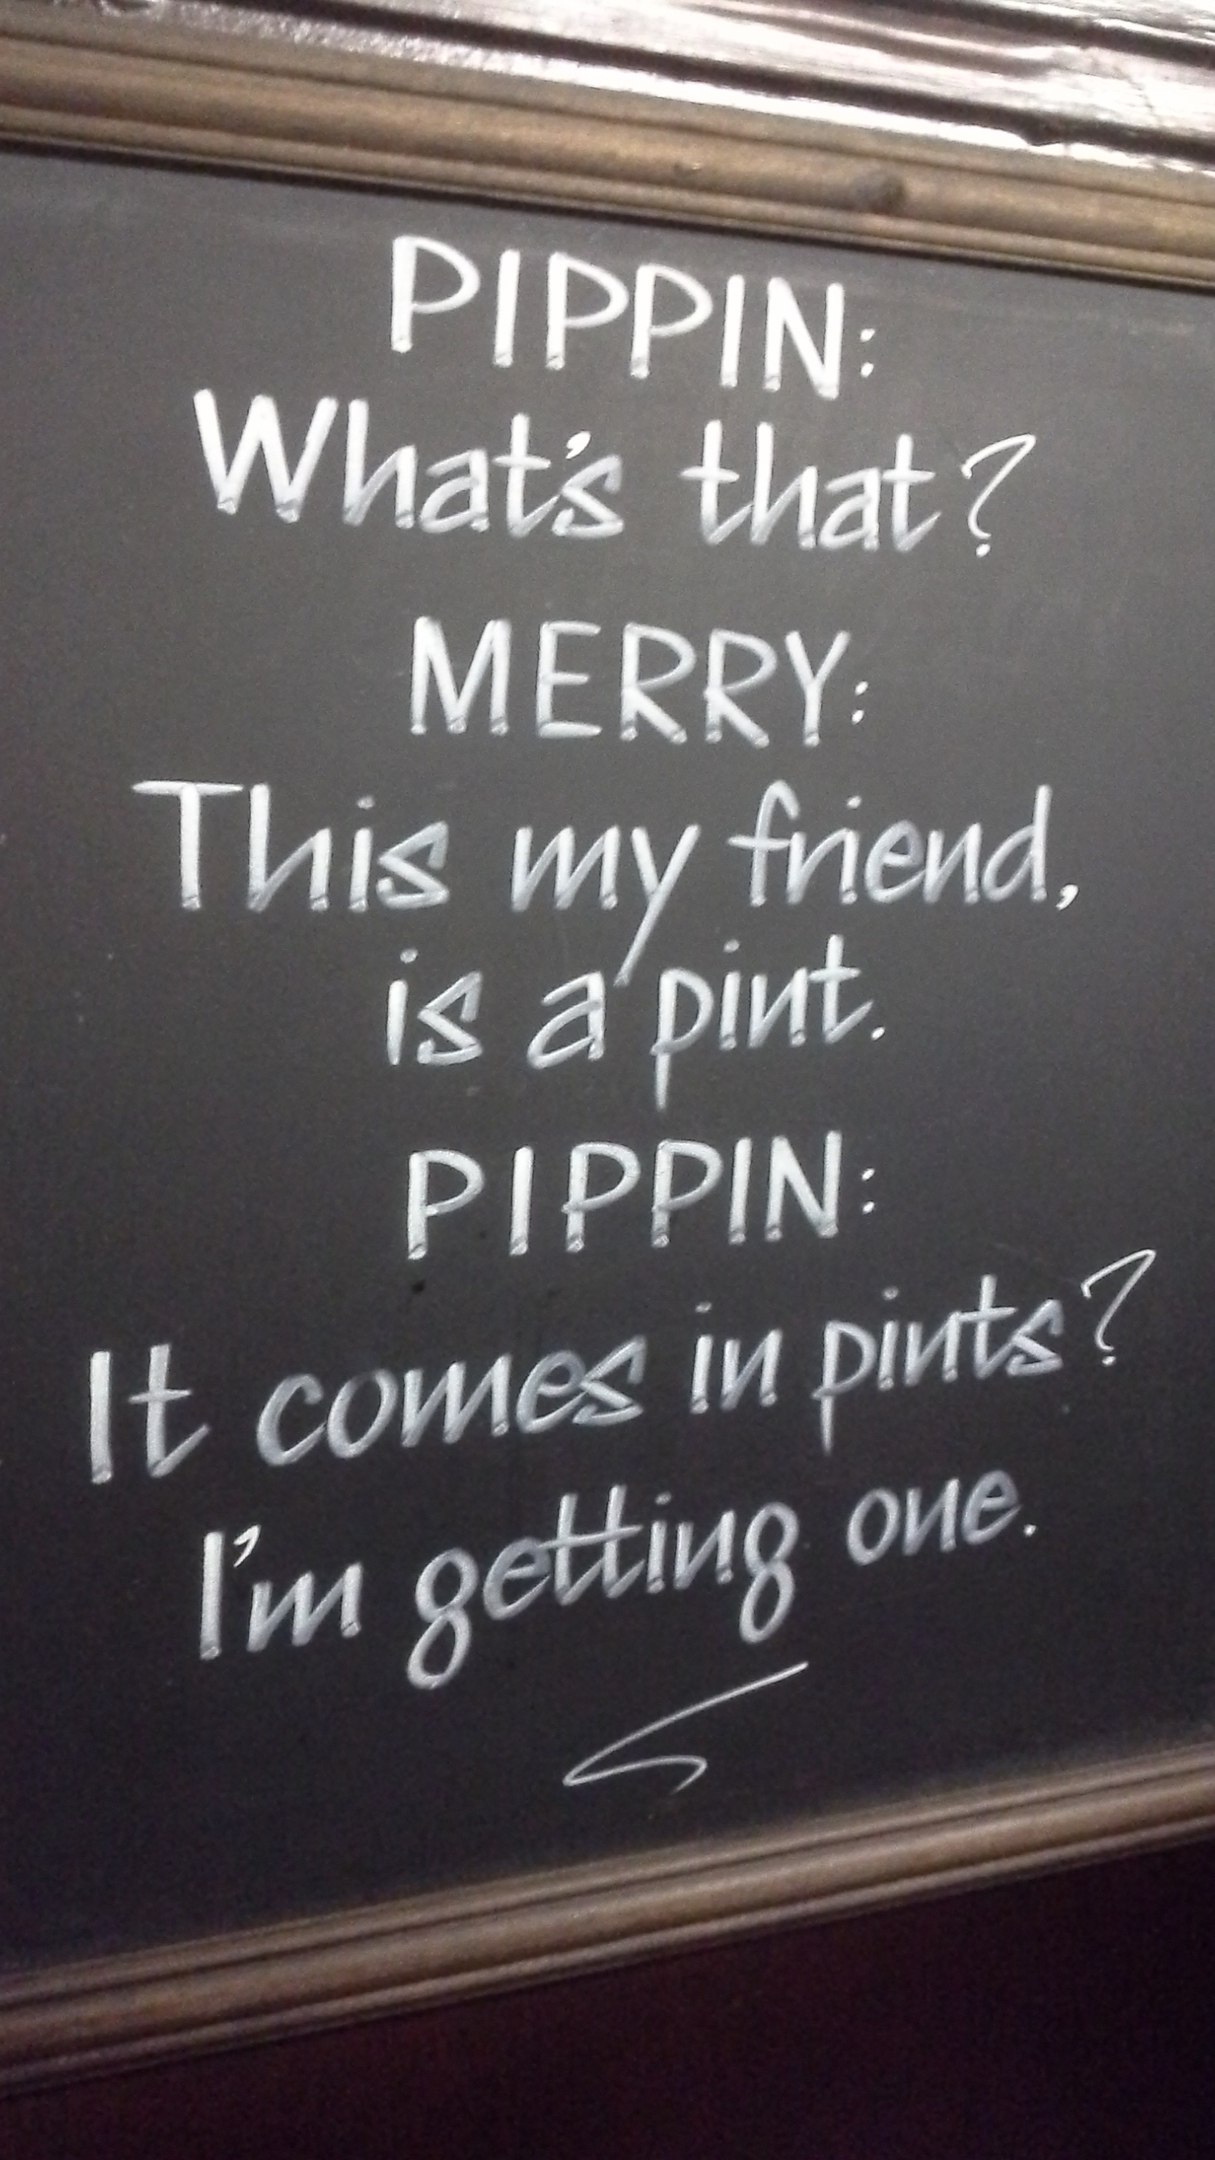 PIPPIN:
What's that?
MERRY:
This my friend,
is a pint.
PIPPIN:
It comes in pints?
I'm getting one.